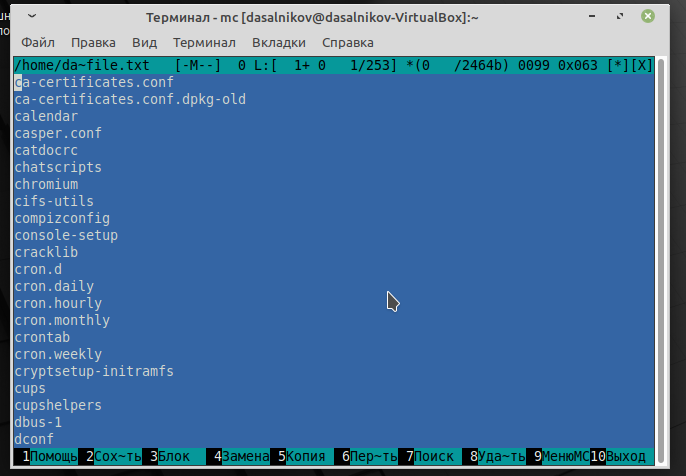 Терминал - mc [dasalnikov@dasalnikov-VirtualBox]:~
Файл Правка Вид Терминал Вкладки Справка
/home/da~file.txt [-M--] 0 L:[ 1+ 0 1/253] *(0 /2464b) 0099 0x063 [*][X]
ca-certificates.conf
ca-certificates.conf.dpkg-old
calendar
casper.conf
catdocrc
chatscripts
chromium
cifs-utils
compizconfig
console-setup
cracklib
cron.d
cron.daily
cron.hourly
cron.monthly
crontab
cron.weekly
cryptsetup-initramfs
cups
cupshelpers
dbus-1
dconf
1Помощь 2Сох~ть 3Блок 4Замена 5Копия 6Пер~ть 7Поиск 8Уда~ть 9МенюMC 10Выход